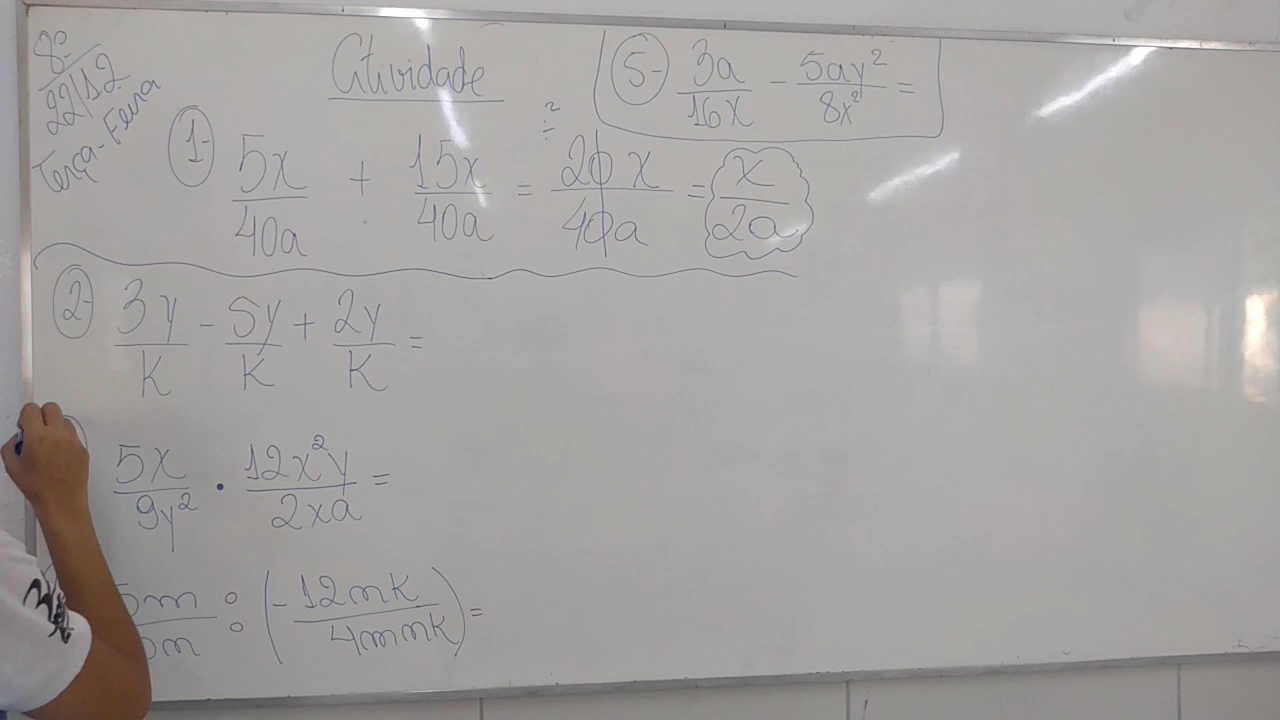 8º
22/12
Terça-Feira
Atividade
1- 5x/40a + 15x/40a = 20x/40a ÷2 = x/2a
2- 3y/k - 5y/k + 2y/k =
5x/9y² · 12x²y/2xa =
: (-12mk/4mmk) =
5- 3a/16x - 5ay²/8x² =